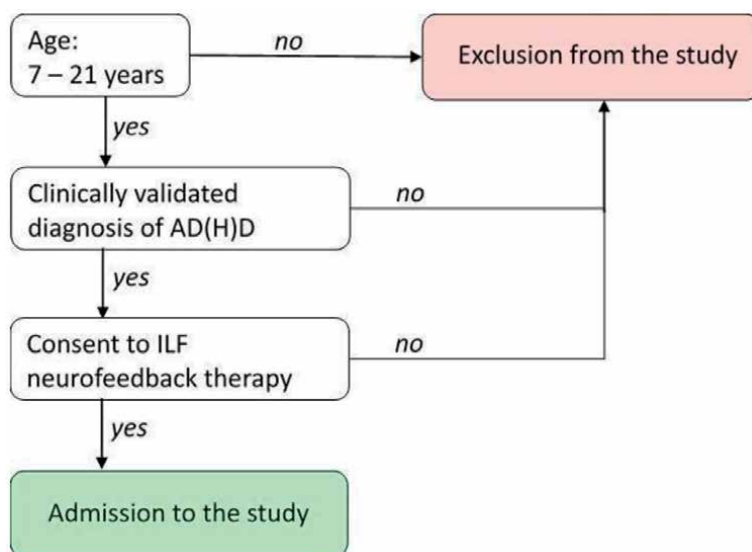 Age:
7 – 21 years
no
Exclusion from the study
yes
Clinically validated
diagnosis of AD(H)D
no
yes
Consent to ILF
neurofeedback therapy
no
yes
Admission to the study